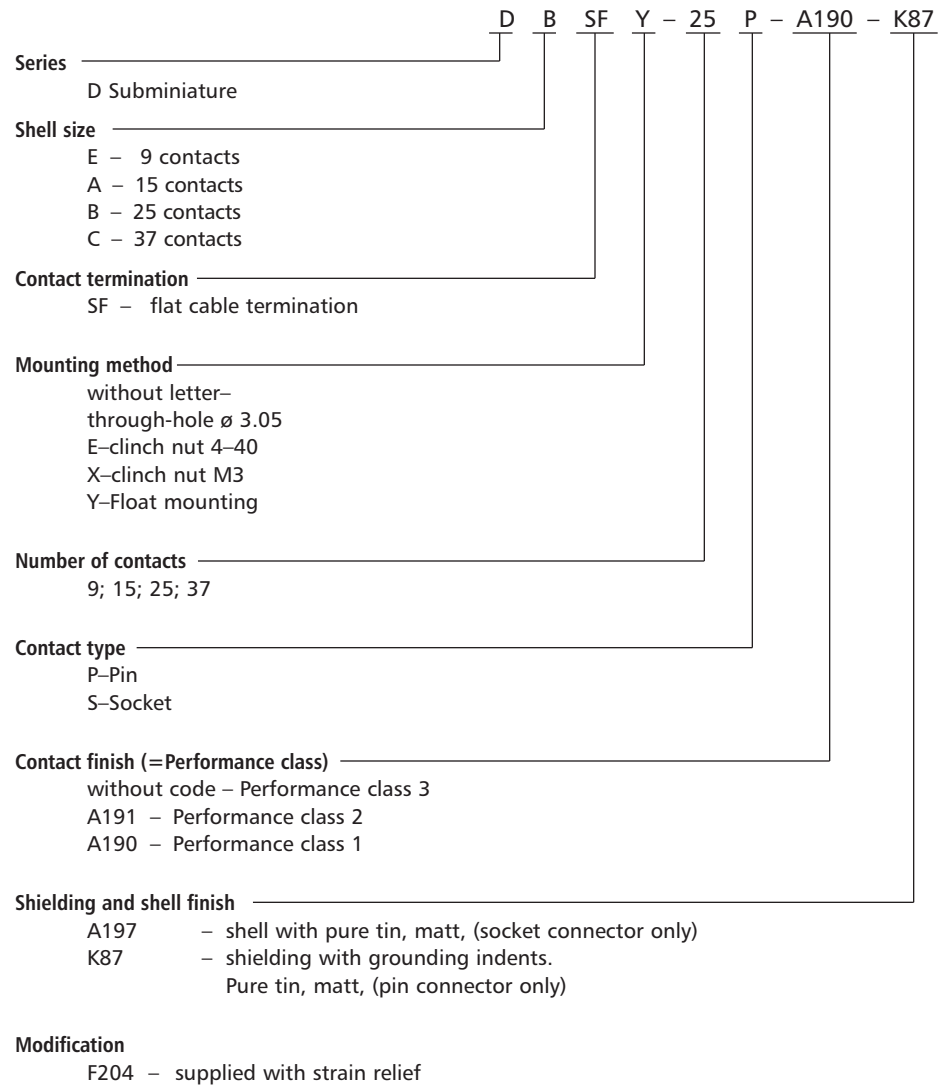 D B SF Y – 25 P – A190 – K87
Series
D Subminiature
Shell size
E – 9 contacts
A – 15 contacts
B – 25 contacts
C – 37 contacts
Contact termination
SF – flat cable termination
Mounting method
without letter–
through-hole ø 3.05
E–clinch nut 4–40
X–clinch nut M3
Y–Float mounting
Number of contacts
9; 15; 25; 37
Contact type
P–Pin
S–Socket
Contact finish (=Performance class)
without code – Performance class 3
A191 – Performance class 2
A190 – Performance class 1
Shielding and shell finish
A197 – shell with pure tin, matt, (socket connector only)
K87 – shielding with grounding indents.
Pure tin, matt, (pin connector only)
Modification
F204 – supplied with strain relief